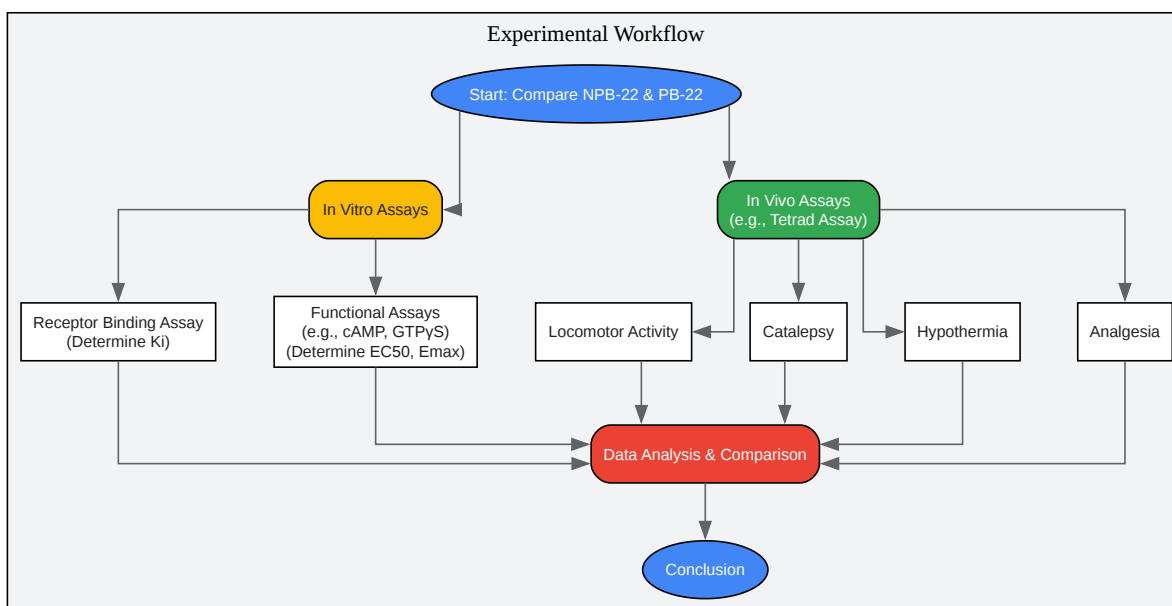 Experimental Workflow
Start: Compare NPB-22 & PB-22
In Vitro Assays
In Vivo Assays
(e.g., Tetrad Assay)
Receptor Binding Assay
(Determine Ki)
Functional Assays
(e.g., cAMP, GTPγS)
(Determine EC50, Emax)
Locomotor Activity
Catalepsy
Hypothermia
Analgesia
Data Analysis & Comparison
Conclusion